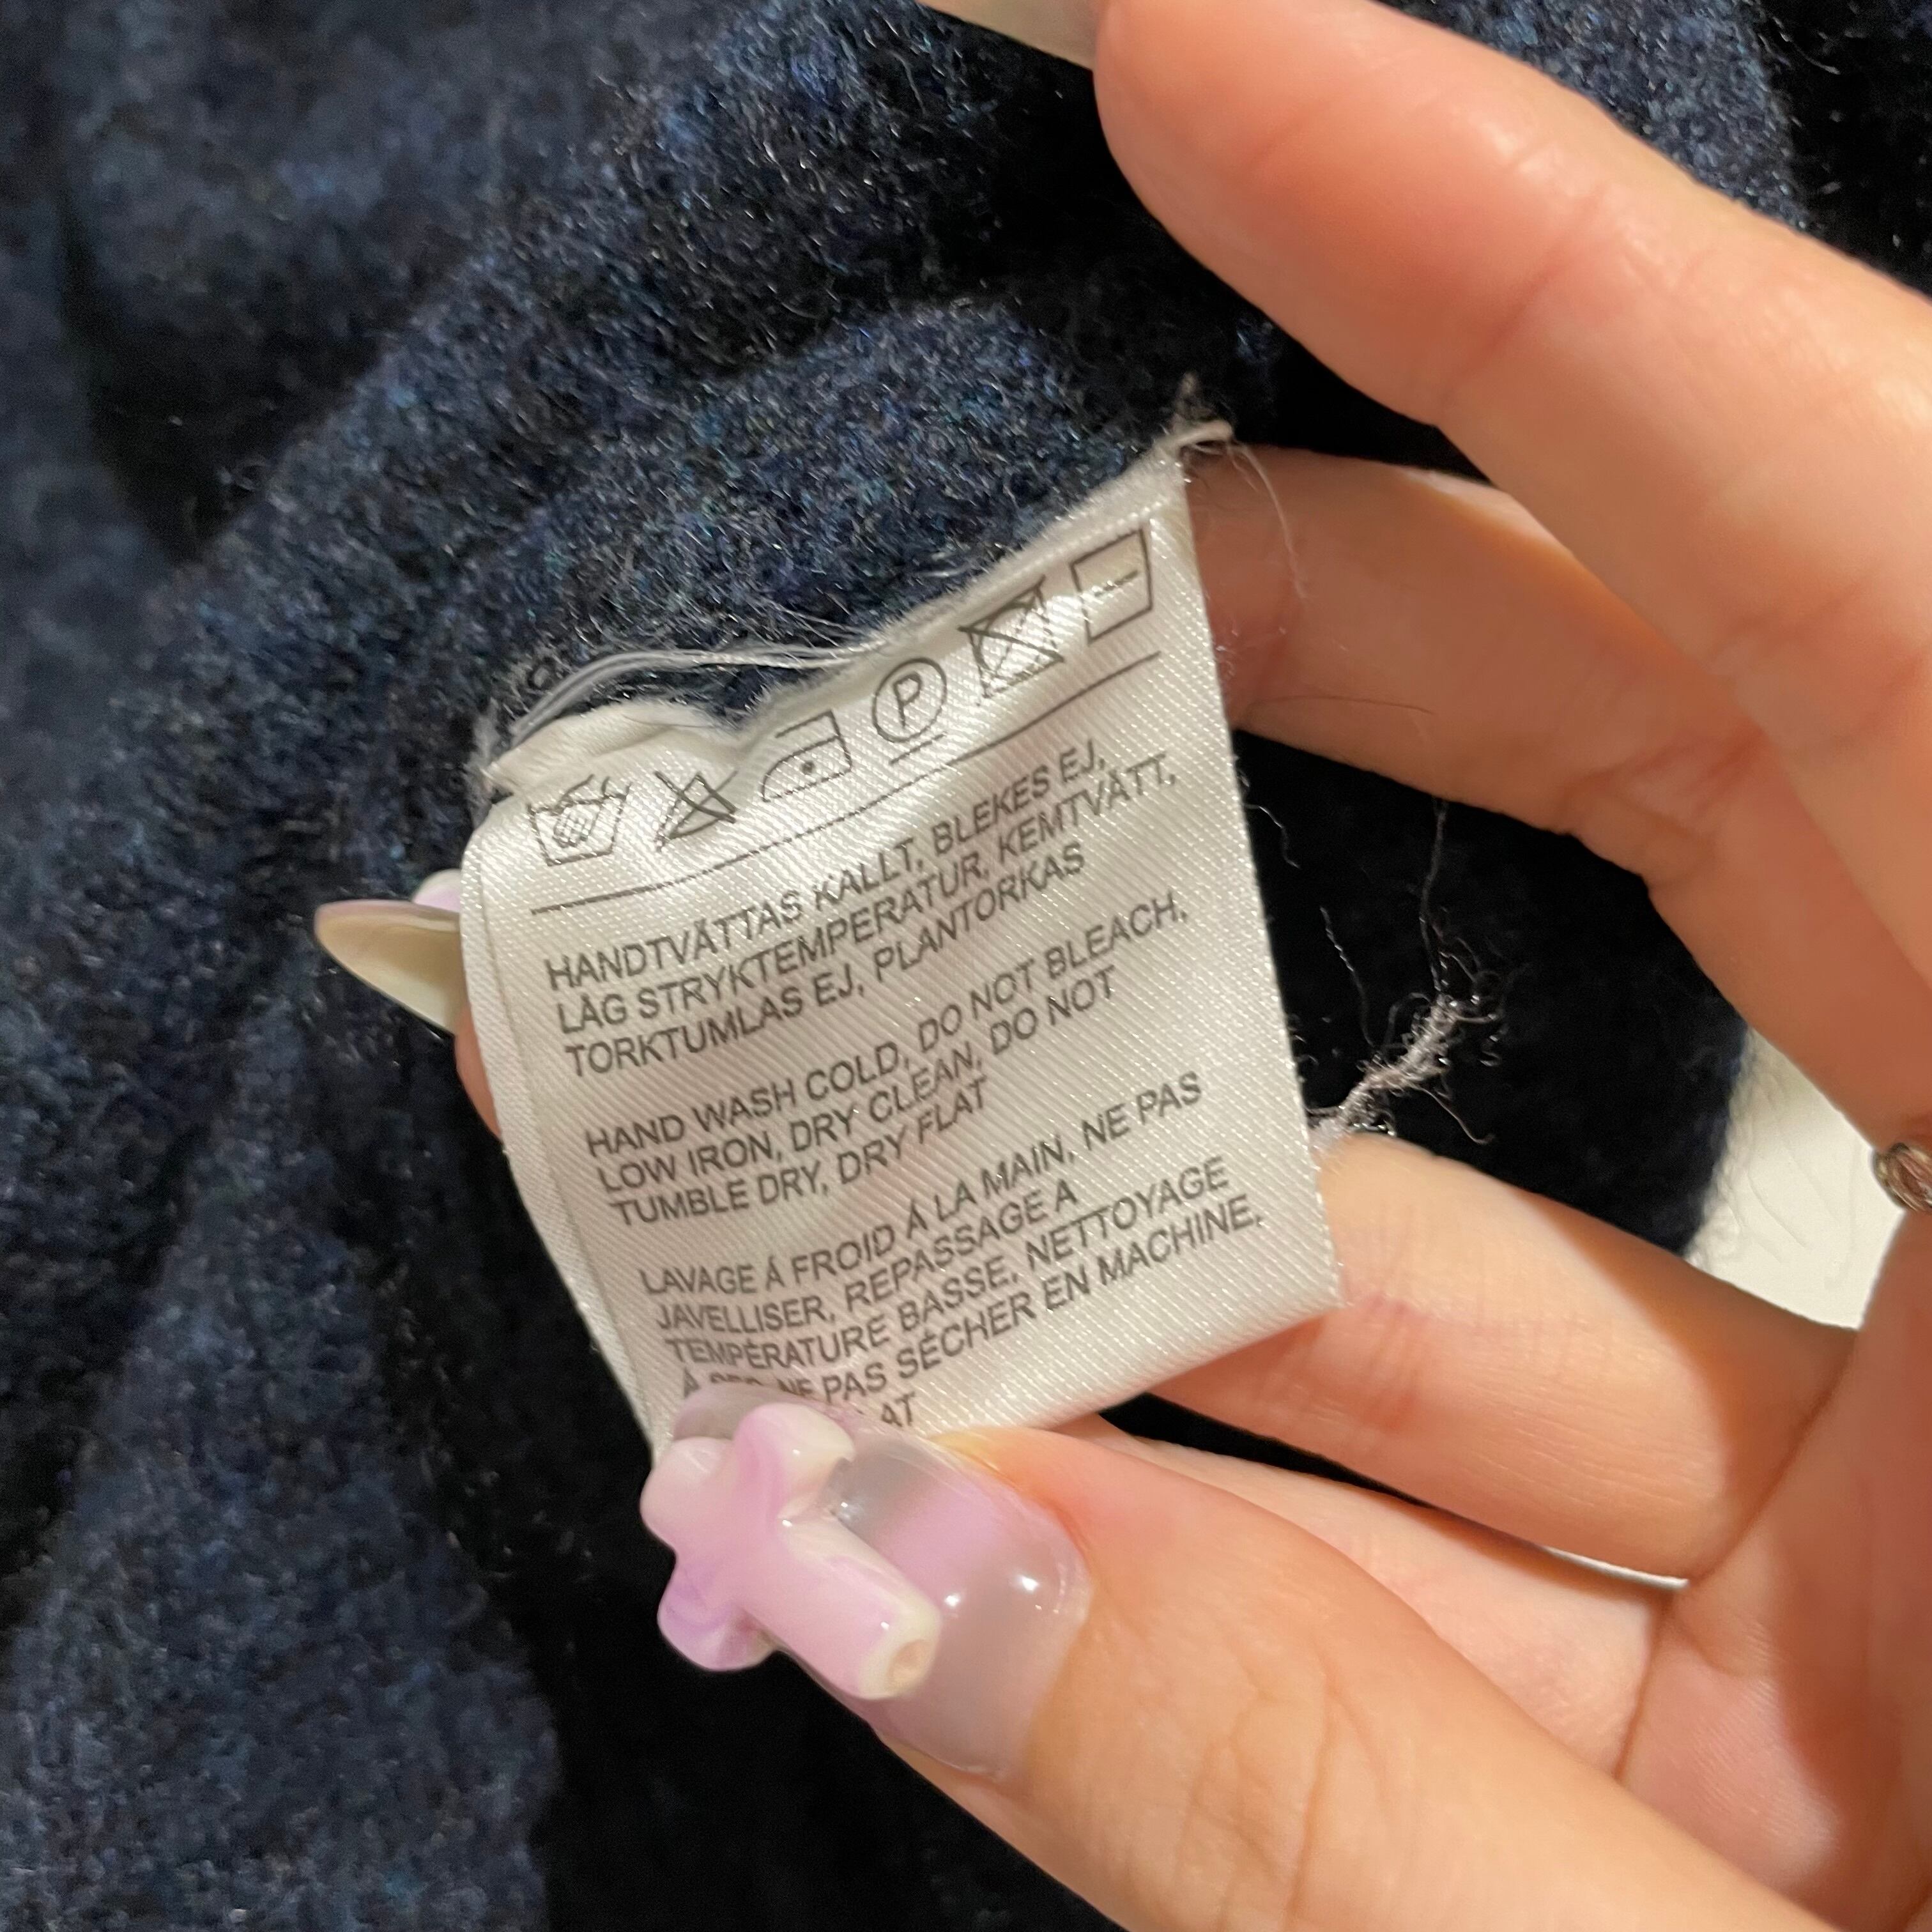 P
HANDTVÄTTAS KALLT, BLEKES EJ,
LÅG STRYKTEMPERATUR, KEMTVÄTT,
TORKTUMLAS EJ, PLANTORKAS
HAND WASH COLD, DO NOT BLEACH,
LOW IRON, DRY CLEAN, DO NOT
TUMBLE DRY, DRY FLAT
LAVAGE Á FROID Á LA MAIN, NE PAS
JAVELLISER, REPASSAGE A
TEMPÉRATURE BASSE, NETTOYAGE
NE PAS SÉCHER EN MACHINE,